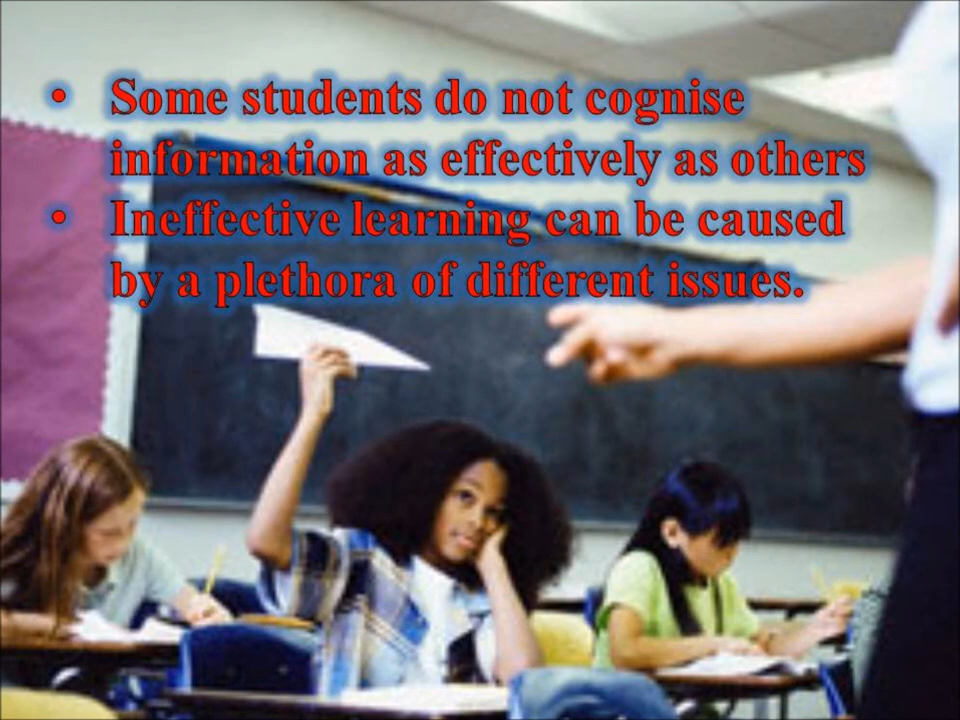 • Some students do not cognise
information as effectively as others
• Ineffective learning can be caused
by a plethora of different issues.